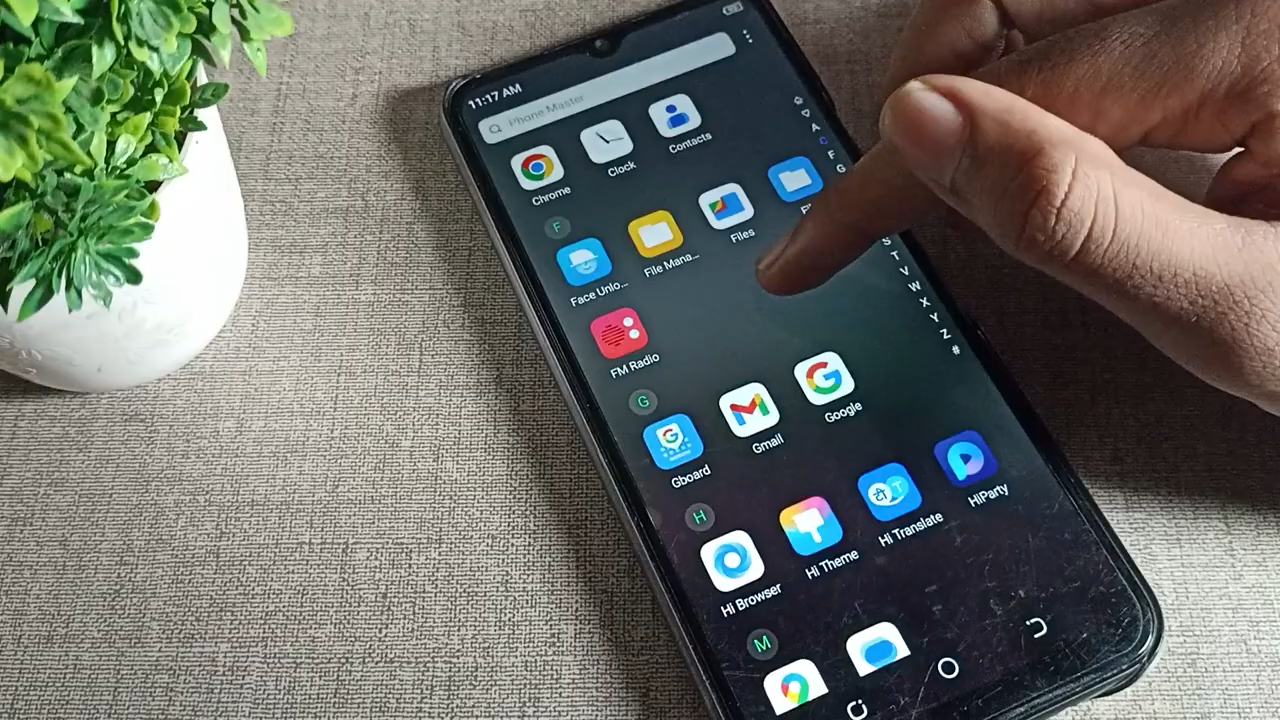 11:17 AM
Phone Master
Chrome
Clock
Contacts
A
C
F
G
F
Face Unlo...
File Mana...
Files
S
T
V
W
X
Y
Z
#
FM Radio
G
Gboard
Gmail
Google
H
Hi Browser
Hi Theme
Hi Translate
HiParty
M